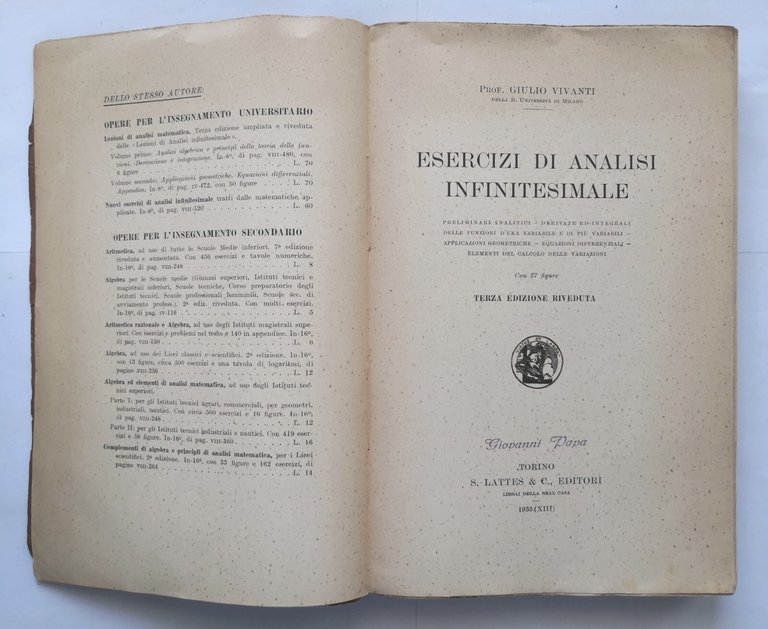 DELLO STESSO AUTORE:
OPERE PER L'INSEGNAMENTO UNIVERSITARIO
Lezioni di analisi matematica. Terza edizione ampliata e riveduta
delle «Lezioni di Analisi infinitesimale».
Volume primo: Analisi algebrica e principi della teoria delle fun-
zioni. Derivazione e integrazione. In-8º, di pag. VIII-480, con
6 figure . . . . . . . . . . L. 70
Volume secondo: Applicazioni geometriche. Equazioni differenziali.
Appendice. In-8º, di pag. IV-472, con 50 figure . . . L. 70
Nuovi esercizi di analisi infinitesimale tratti dalle matematiche ap-
plicate. In-8º, di pag. VIII-520 . . . . . . . L. 60
OPERE PER L'INSEGNAMENTO SECONDARIO
Aritmetica, ad uso di tutte le Scuole Medie inferiori. 7ª edizione
riveduta e aumentata. Con 456 esercizi e tavole numeriche.
In-16º, di pag. VIII-248 . . . . . . . . L. 8
Algebra per le Scuole medie (Ginnasi superiori, Istituti tecnici e
magistrali inferiori, Scuole tecniche, Corso preparatorio degli
Istituti tecnici, Scuole professionali femminili, Scuole sec. di
avviamento profess.). 2ª ediz. riveduta. Con molti esercizi.
In-16º, di pag. IV-116 . . . . . . . . L. 5
Aritmetica razionale e Algebra, ad uso degli Istituti magistrali supe-
riori. Con esercizi e problemi nel testo e 140 in appendice. In-16º,
di pag. VIII-150 . . . . . . . . . . L. 6
Algebra, ad uso dei Licei classici e scientifici. 2ª edizione. In-16º,
con 13 figure, circa 500 esercizi e una tavola di logaritmi, di
pagine XIII-256 . . . . . . . . . . L. 12
Algebra ed elementi di analisi matematica, ad uso degli Istituti tec-
nici superiori.
Parte I: per gli Istituti tecnici agrari, commerciali, per geometri,
industriali, nautici. Con circa 500 esercizi e 16 figure. In-16º,
di pag. VIII-248 . . . . . . . . . . L. 12
Parte II: per gli Istituti tecnici industriali e nautici. Con 419 eser-
cizi e 58 figure. In-16º, di pag. VIII-360 . . . . . L. 16
Complementi di algebra e principi di analisi matematica, per i Licei
scientifici. 2ª edizione. In-16º, con 33 figure e 162 esercizi, di
pagine VIII-264 . . . . . . . . . . L. 14
PROF. GIULIO VIVANTI
DELLA R. UNIVERSITÀ DI MILANO
ESERCIZI DI ANALISI
INFINITESIMALE
PRELIMINARI ANALITICI - DERIVATE ED INTEGRALI
DELLE FUNZIONI D'UNA VARIABILE E DI PIÙ VARIABILI -
APPLICAZIONI GEOMETRICHE - EQUAZIONI DIFFERENZIALI -
ELEMENTI DEL CALCOLO DELLE VARIAZIONI
Con 27 figure
TERZA EDIZIONE RIVEDUTA
Giovanni Papa
TORINO
S. LATTES & C., EDITORI
LIBRAI DELLA REAL CASA
1935 (XIII)